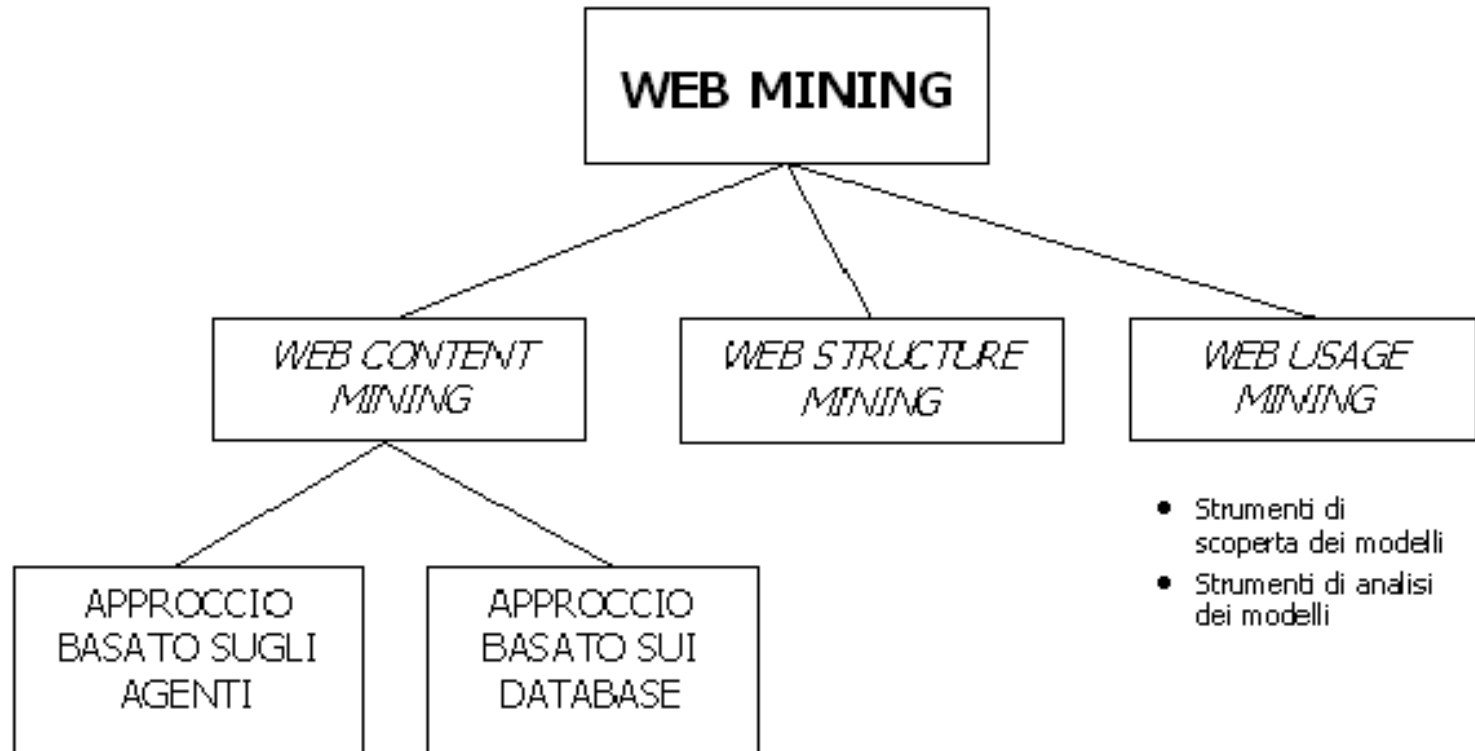 WEB MINING
WEB CONTENT
MINING
WEB STRUCTURE
MINING
WEB USAGE
MINING
• Strumenti di
scoperta dei modelli
• Strumenti di analisi
dei modelli
APPROCCIO
BASATO SUGLI
AGENTI
APPROCCIO
BASATO SUI
DATABASE